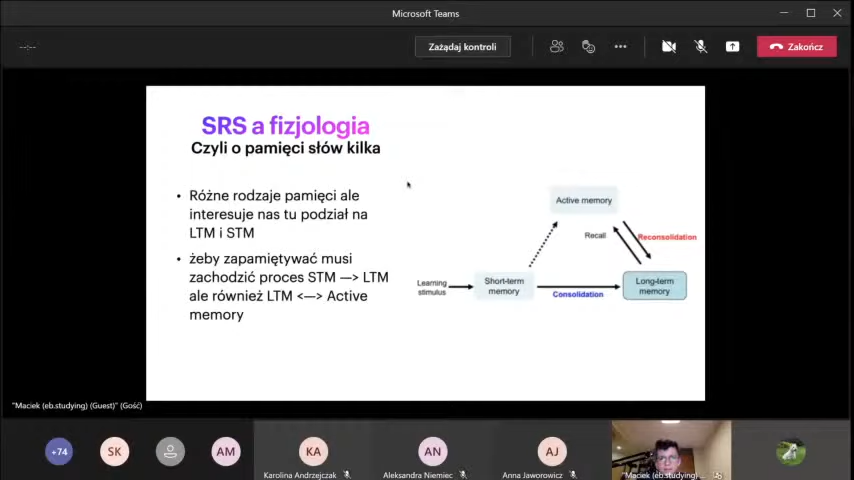 Microsoft Teams
--:--
Zażądaj kontroli
Zakończ
SRS a fizjologia
Czyli o pamięci słów kilka
• Różne rodzaje pamięci ale
interesuje nas tu podział na
LTM i STM
• żeby zapamiętywać musi
zachodzić proces STM —> LTM
ale również LTM <—> Active
memory
Active memory
Recall
Reconsolidation
Learning
stimulus
Short-term
memory
Consolidation
Long-term
memory
"Maciek (eb.studying) (Guest)" (Gość)
+74
SK
AM
KA
Karolina Andrzejczak
AN
Aleksandra Niemiec
AJ
Anna Jaworowicz
"Maciek (eb.studying) ...